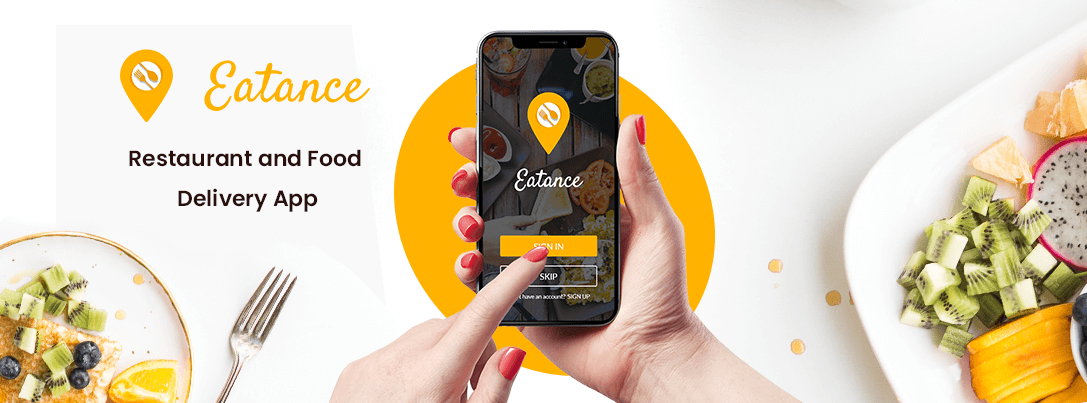 Eatance
Restaurant and Food
Delivery App
Eatance
SIGN IN
SKIP
have an account? SIGN UP